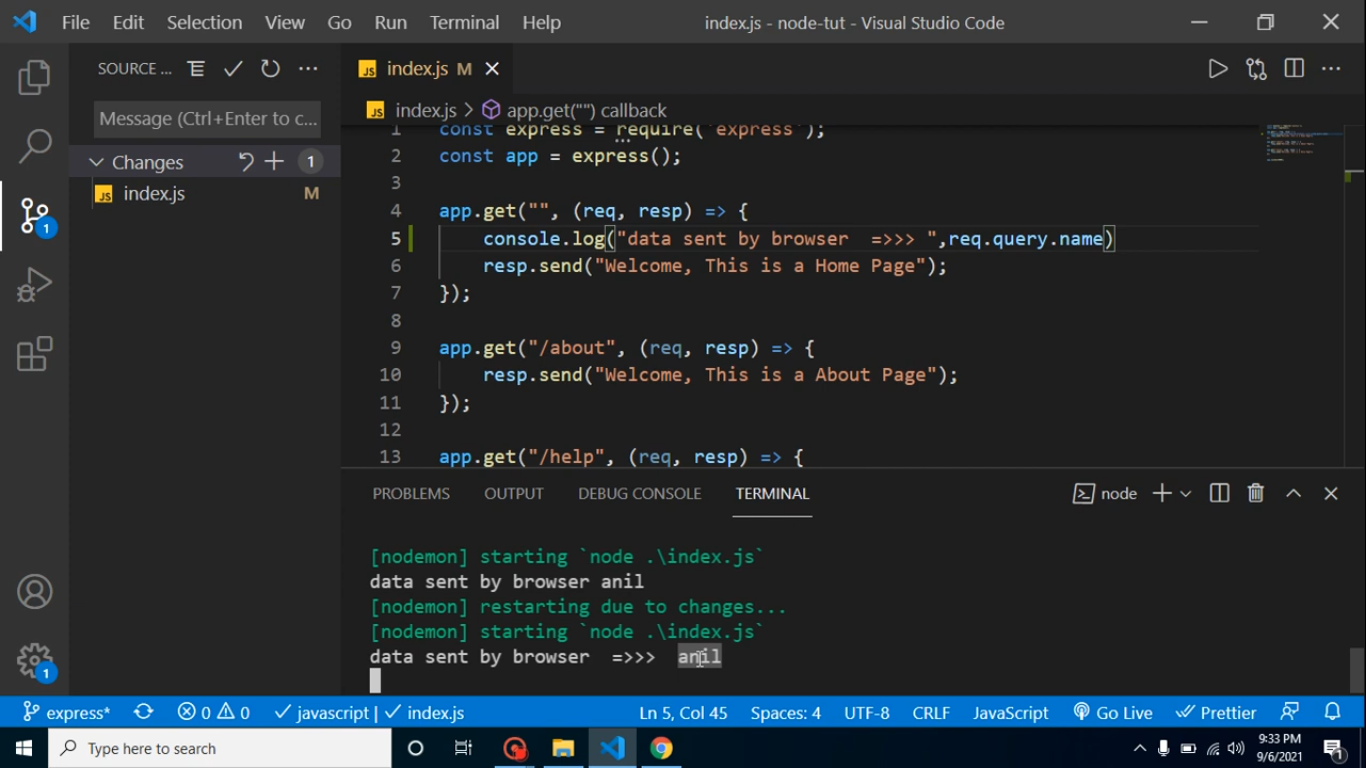 File Edit Selection View Go Run Terminal Help index.js - node-tut - Visual Studio Code
SOURCE ...
JS index.js M
Message (Ctrl+Enter to c...
JS index.js > app.get("") callback
Changes 1
JS index.js M
1
1 const express = require('express');
2 const app = express();
3
4 app.get("", (req, resp) => {
5 console.log("data sent by browser  =>>> ",req.query.name)
6 resp.send("Welcome, This is a Home Page");
7 });
8
9 app.get("/about", (req, resp) => {
10 resp.send("Welcome, This is a About Page");
11 });
12
13 app.get("/help", (req, resp) => {
PROBLEMS OUTPUT DEBUG CONSOLE TERMINAL node
[nodemon] starting `node .\index.js`
data sent by browser anil
[nodemon] restarting due to changes...
[nodemon] starting `node .\index.js`
data sent by browser  =>>>  anil
1
express* 0 0 javascript | index.js Ln 5, Col 45 Spaces: 4 UTF-8 CRLF JavaScript Go Live Prettier
Type here to search
9:33 PM
9/6/2021
1